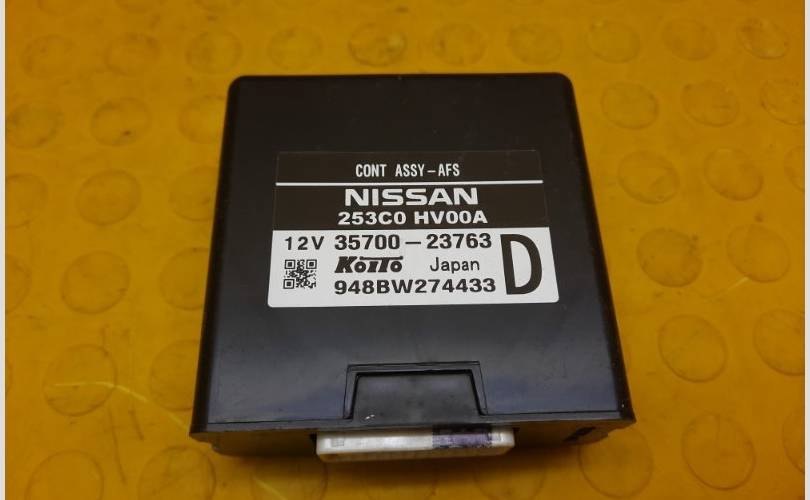 CONT ASSY-AFS
NISSAN
253C0 HV00A
12V 35700-23763 D
KOITO Japan
948BW274433